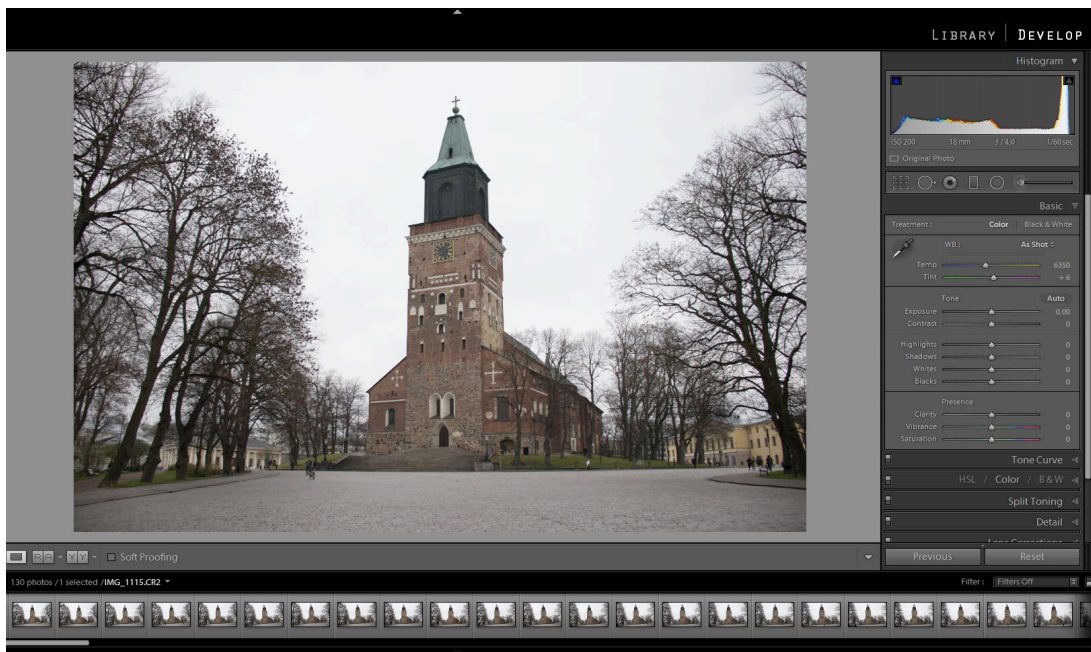 LIBRARY | DEVELOP
Histogram
ISO 200 18 mm ƒ / 4,0 1/60 sec
Original Photo
Basic
Treatment : Color Black & White
WB : As Shot
Temp 6350
Tint + 6
Tone Auto
Exposure 0,00
Contrast 0
Highlights 0
Shadows 0
Whites 0
Blacks 0
Presence
Clarity 0
Vibrance 0
Saturation 0
Tone Curve
HSL / Color / B & W
Split Toning
Detail
Lens Corrections
Soft Proofing
Previous Reset
130 photos / 1 selected / IMG_1115.CR2
Filter : Filters Off